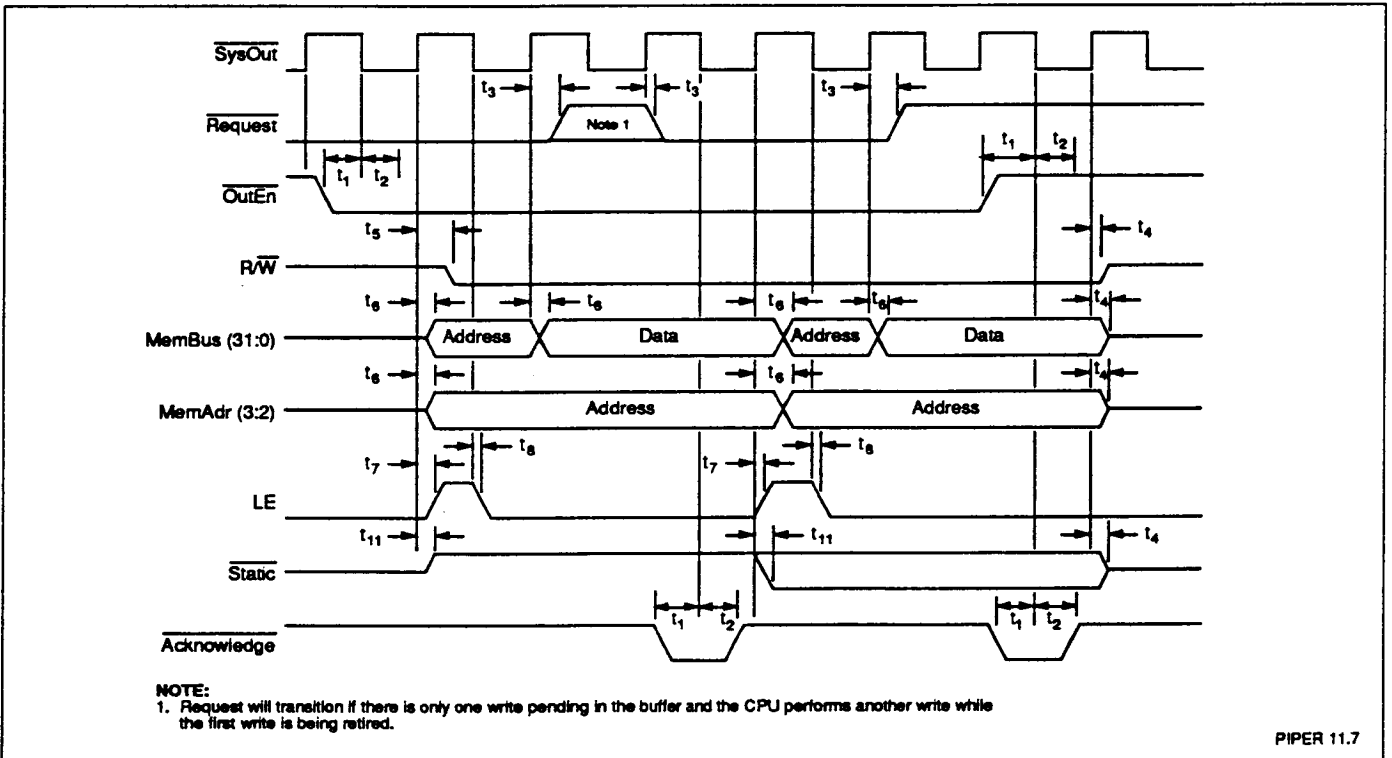 SysOut
t3 t3 t3
Request
Note 1
t1 t2 t1 t2
OutEn
t5 t4
R/W
t6 t6 t6 t6 t4
MemBus (31:0) Address Data Address Data
t6 t6 t4
MemAdr (3:2) Address Address
t8 t8
t7 t7
LE
t11 t11 t4
Static
t1 t2 t1 t2
Acknowledge
NOTE:
1. Request will transition if there is only one write pending in the buffer and the CPU performs another write while
the first write is being retired.
PIPER 11.7